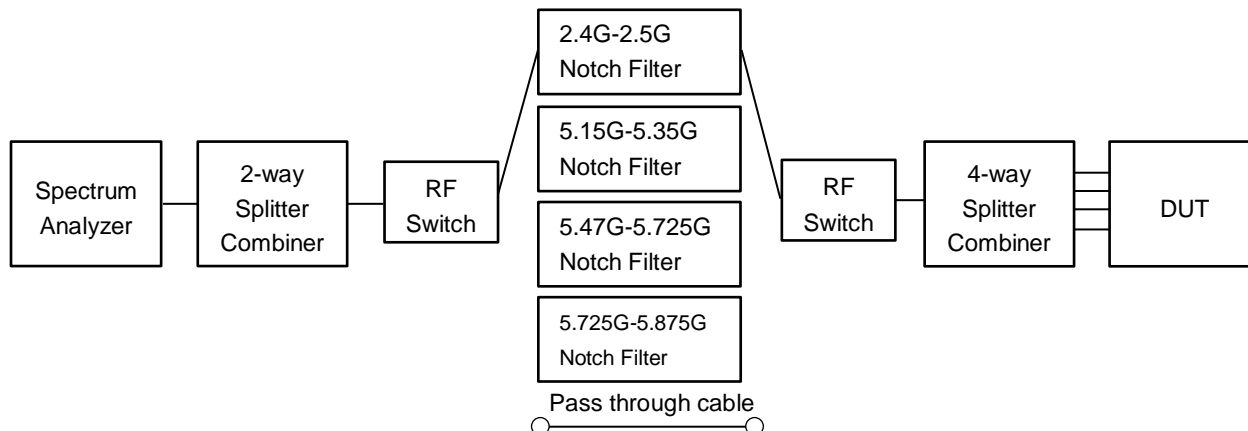 Spectrum
Analyzer
2-way
Splitter
Combiner
RF
Switch
2.4G-2.5G
Notch Filter
5.15G-5.35G
Notch Filter
5.47G-5.725G
Notch Filter
5.725G-5.875G
Notch Filter
Pass through cable
RF
Switch
4-way
Splitter
Combiner
DUT